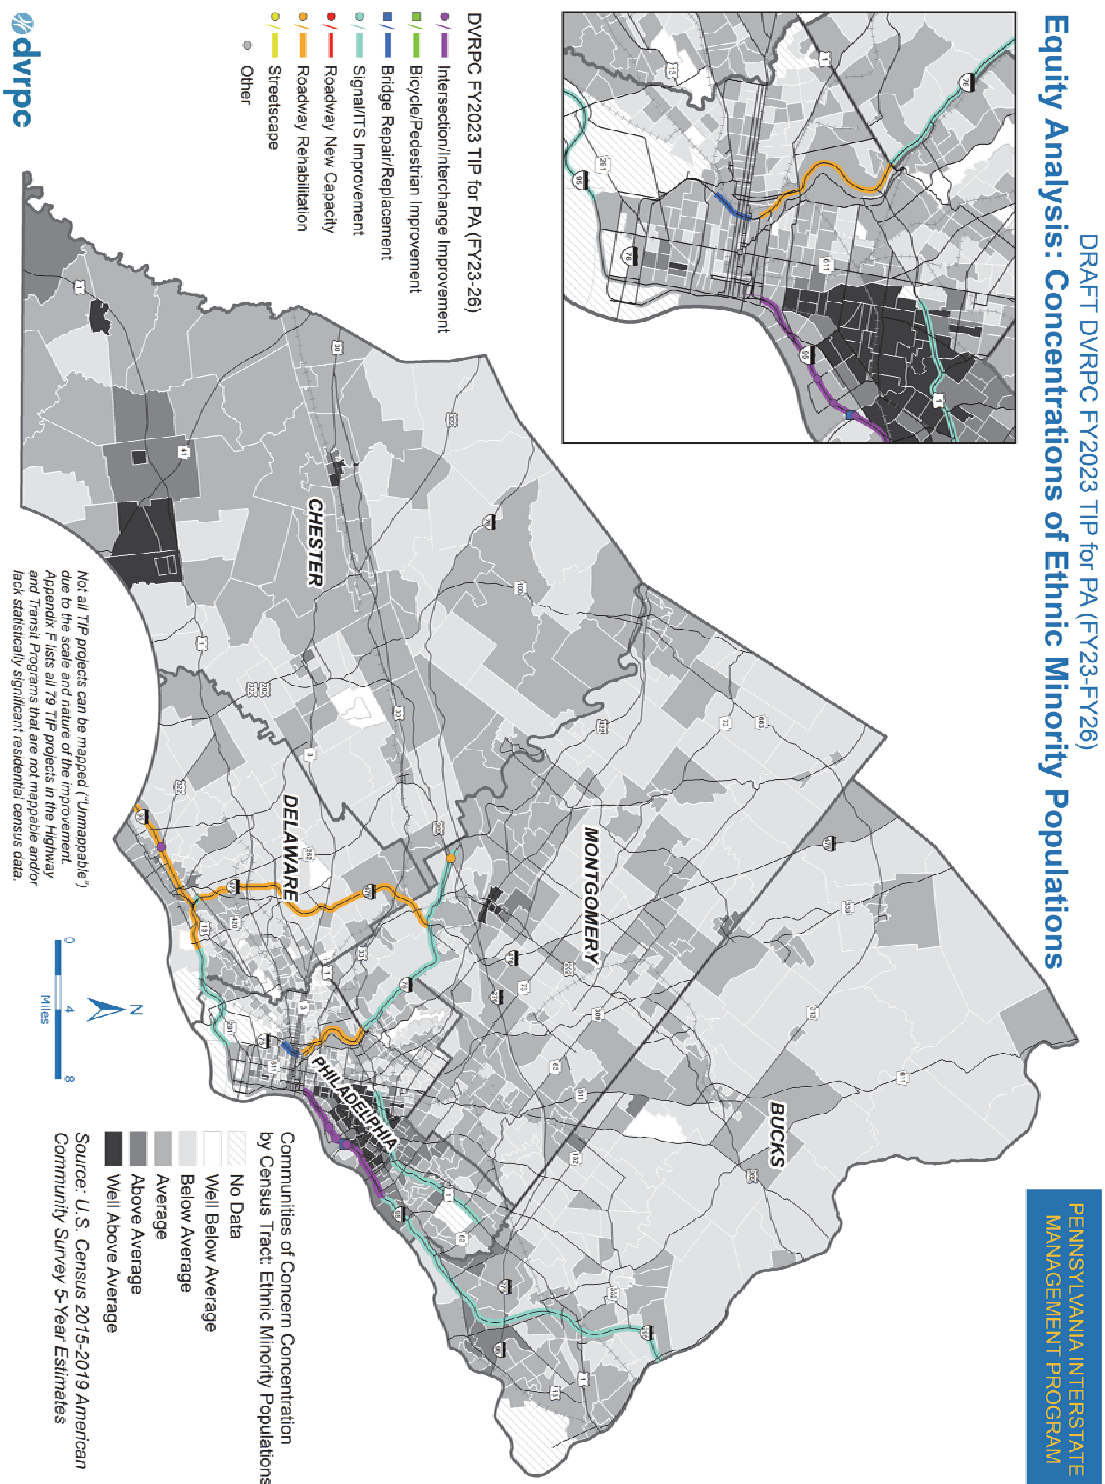 DRAFT DVRPC FY2023 TIP for PA (FY23-FY26)
Equity Analysis: Concentrations of Ethnic Minority Populations
PENNSYLVANIA INTERSTATE
MANAGEMENT PROGRAM
DVRPC FY2023 TIP for PA (FY23-26)
Intersection/Interchange Improvement
Bicycle/Pedestrian Improvement
Bridge Repair/Replacement
Signal/ITS Improvement
Roadway New Capacity
Roadway Rehabilitation
Streetscape
Other
CHESTER
DELAWARE
MONTGOMERY
PHILADELPHIA
BUCKS
Not all TIP projects can be mapped ("Unmappable")
due to the scale and nature of the improvement.
Appendix F lists all 79 TIP projects in the Highway
and Transit Programs that are not mappable and/or
lack statistically significant residential census data.
N
0 4 8
Miles
Communities of Concern Concentration
by Census Tract: Ethnic Minority Populations
No Data
Well Below Average
Below Average
Average
Above Average
Well Above Average
Source: U.S. Census 2015-2019 American
Community Survey 5-Year Estimates
dvrpc